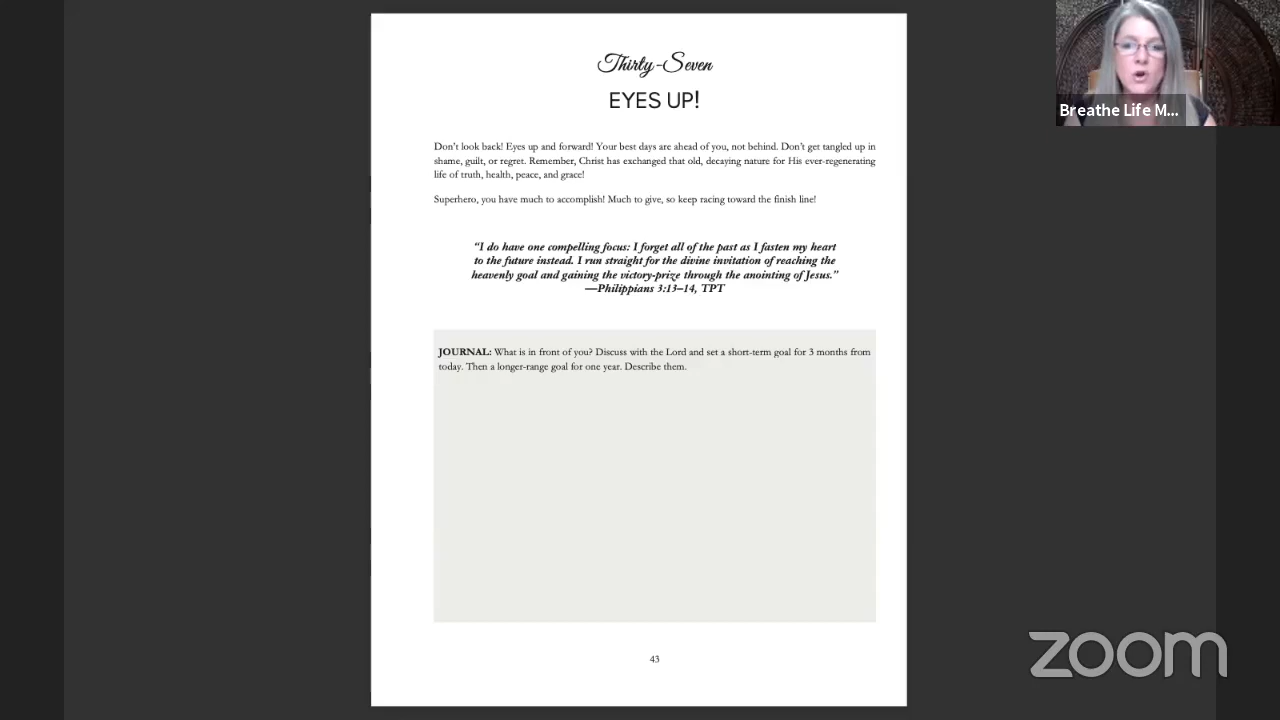 Thirty-Seven
EYES UP!
Don't look back! Eyes up and forward! Your best days are ahead of you, not behind. Don't get tangled up in
shame, guilt, or regret. Remember, Christ has exchanged that old, decaying nature for His ever-regenerating
life of truth, health, peace, and grace!
Superhero, you have much to accomplish! Much to give, so keep racing toward the finish line!
“I do have one compelling focus: I forget all of the past as I fasten my heart
to the future instead. I run straight for the divine invitation of reaching the
heavenly goal and gaining the victory-prize through the anointing of Jesus.”
—Philippians 3:13–14, TPT
JOURNAL: What is in front of you? Discuss with the Lord and set a short-term goal for 3 months from
today. Then a longer-range goal for one year. Describe them.
43
Breathe Life M...
zoom